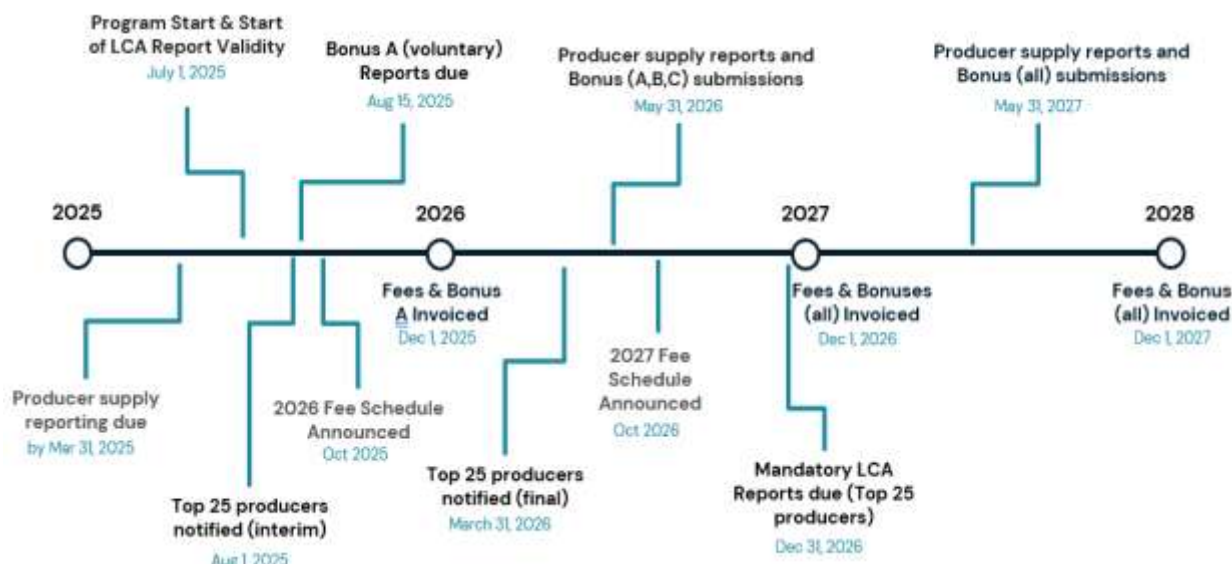 Program Start & Start
of LCA Report Validity
July 1, 2025
Bonus A (voluntary)
Reports due
Aug 15, 2025
Producer supply reports and
Bonus (A,B,C) submissions
May 31, 2026
Producer supply reports and
Bonus (all) submissions
May 31, 2027
2025
2026
2027
2028
Fees & Bonus
A Invoiced
Dec 1, 2025
Fees & Bonuses
(all) Invoiced
Dec 1, 2026
Fees & Bonus
(all) Invoiced
Dec 1, 2027
Producer supply
reporting due
by Mar 31, 2025
2026 Fee Schedule
Announced
Oct 2025
2027 Fee
Schedule
Announced
Oct 2026
Top 25 producers
notified (interim)
Aug 1, 2025
Top 25 producers
notified (final)
March 31, 2026
Mandatory LCA
Reports due (Top 25
producers)
Dec 31, 2026